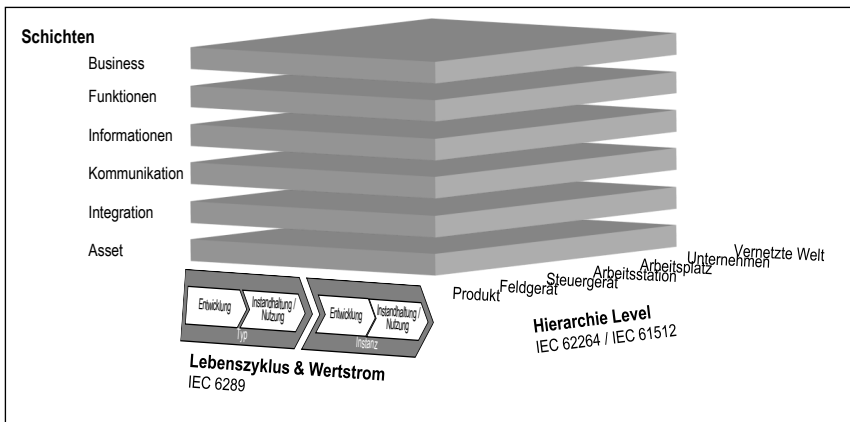 Schichten
Business
Funktionen
Informationen
Kommunikation
Integration
Asset
Produkt
Feldgerät
Steuergerät
Arbeitsstation
Arbeitsplatz
Unternehmen
Vernetzte Welt
Entwicklung
Instandhaltung /
Nutzung
Entwicklung
Instandhaltung /
Nutzung
Typ
Instanz
Hierarchie Level
IEC 62264 / IEC 61512
Lebenszyklus & Wertstrom
IEC 6289